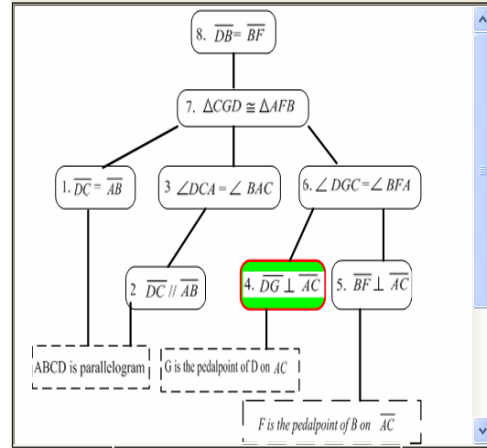 8. DB = BF
7. ΔCGD ≅ ΔAFB
1. DC = AB
3 ∠DCA = ∠ BAC
6. ∠ DGC = ∠ BFA
2 DC // AB
4. DG ⊥ AC
5. BF ⊥ AC
ABCD is parallelogram
G is the pedalpoint of D on AC
F is the pedalpoint of B on AC